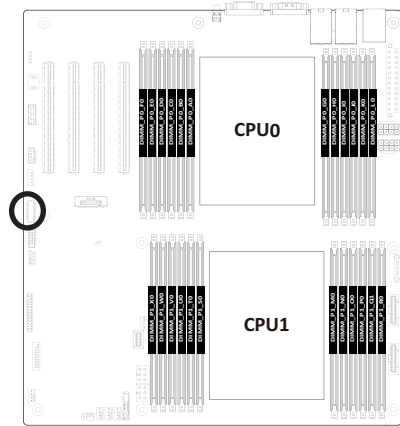 DIMM_P0_F0
DIMM_P0_E0
DIMM_P0_D0
DIMM_P0_C0
DIMM_P0_B0
DIMM_P0_A0
CPU0
DIMM_P0_G0
DIMM_P0_H0
DIMM_P0_I0
DIMM_P0_J0
DIMM_P0_K0
DIMM_P0_L0
DIMM_P1_X0
DIMM_P1_W0
DIMM_P1_V0
DIMM_P1_U0
DIMM_P1_T0
DIMM_P1_S0
CPU1
DIMM_P1_M0
DIMM_P1_N0
DIMM_P1_O0
DIMM_P1_P0
DIMM_P1_Q1
DIMM_P1_R0